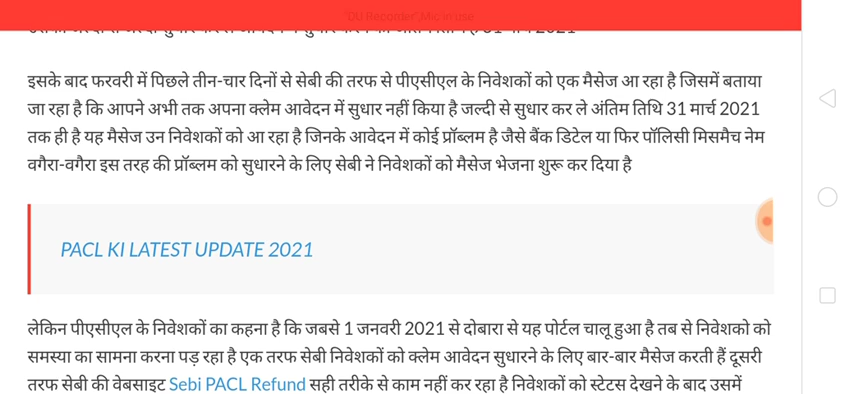 "DU Recorder" Mic in use
इसके बाद फरवरी में पिछले तीन-चार दिनों से सेबी की तरफ से पीएसीएल के निवेशकों को एक मैसेज आ रहा है जिसमें बताया
जा रहा है कि आपने अभी तक अपना क्लेम आवेदन में सुधार नहीं किया है जल्दी से सुधार कर ले अंतिम तिथि 31 मार्च 2021
तक ही है यह मैसेज उन निवेशकों को आ रहा है जिनके आवेदन में कोई प्रॉब्लम है जैसे बैंक डिटेल या फिर पॉलिसी मिसमैच नेम
वगैरा-वगैरा इस तरह की प्रॉब्लम को सुधारने के लिए सेबी ने निवेशकों को मैसेज भेजना शुरू कर दिया है
PACL KI LATEST UPDATE 2021
लेकिन पीएसीएल के निवेशकों का कहना है कि जबसे 1 जनवरी 2021 से दोबारा से यह पोर्टल चालू हुआ है तब से निवेशको को
समस्या का सामना करना पड़ रहा है एक तरफ सेबी निवेशकों को क्लेम आवेदन सुधारने के लिए बार-बार मैसेज करती हैं दूसरी
तरफ सेबी की वेबसाइट Sebi PACL Refund सही तरीके से काम नहीं कर रहा है निवेशकों को स्टेटस देखने के बाद उसमें